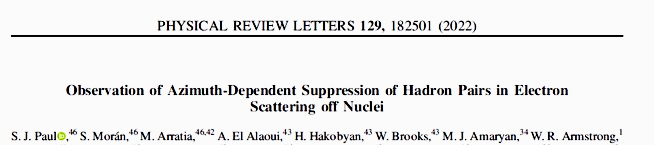 PHYSICAL REVIEW LETTERS 129, 182501 (2022)
Observation of Azimuth-Dependent Suppression of Hadron Pairs in Electron
Scattering off Nuclei
S. J. Paul,46 S. Morán,46 M. Arratia,46,42 A. El Alaoui,43 H. Hakobyan,43 W. Brooks,43 M. J. Amaryan,34 W. R. Armstrong,1